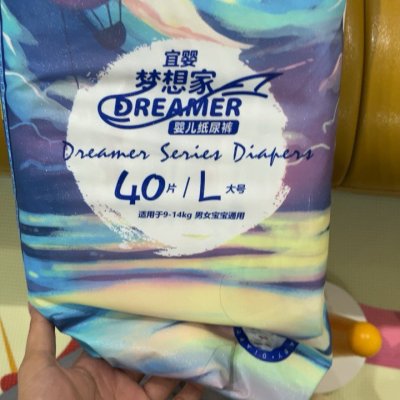 宜婴
梦想家
DREAMER
婴儿纸尿裤
Dreamer Series Diapers
40片/L大号
适用于9-14kg 男女宝宝通用